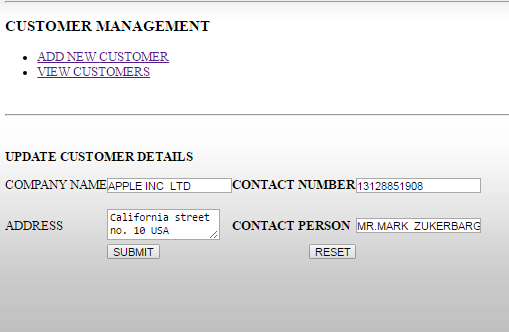 CUSTOMER MANAGEMENT
ADD NEW CUSTOMER
VIEW CUSTOMERS
UPDATE CUSTOMER DETAILS
COMPANY NAME APPLE INC LTD CONTACT NUMBER 13128851908
ADDRESS California street no. 10 USA CONTACT PERSON MR.MARK ZUKERBARG
SUBMIT RESET